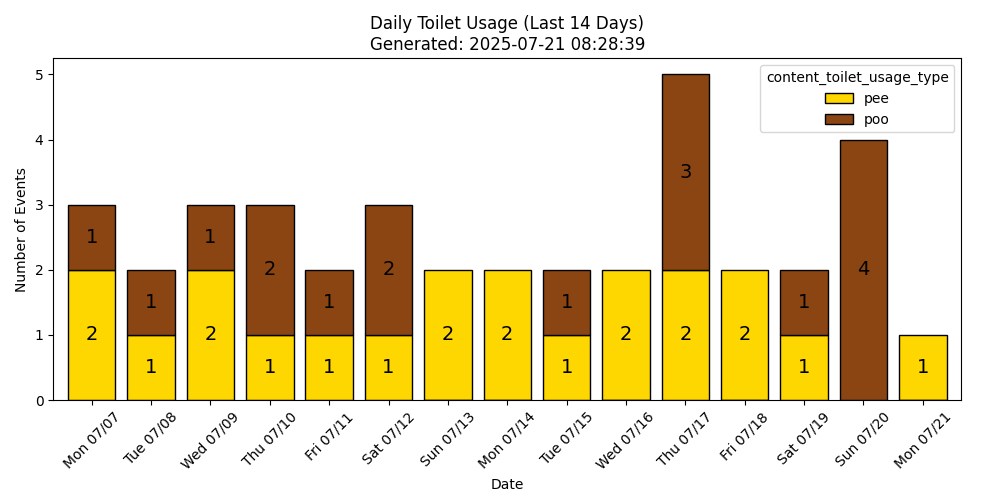 Daily Toilet Usage (Last 14 Days)
Generated: 2025-07-21 08:28:39
content_toilet_usage_type
pee
poo
Number of Events
5
4
3
2
1
0
1 1 2 1 1 2 1 3 1 4
2 1 2 1 1 1 2 2 1 2 2 2 1 1
Mon 07/07
Tue 07/08
Wed 07/09
Thu 07/10
Fri 07/11
Sat 07/12
Sun 07/13
Mon 07/14
Tue 07/15
Wed 07/16
Thu 07/17
Fri 07/18
Sat 07/19
Sun 07/20
Mon 07/21
Date